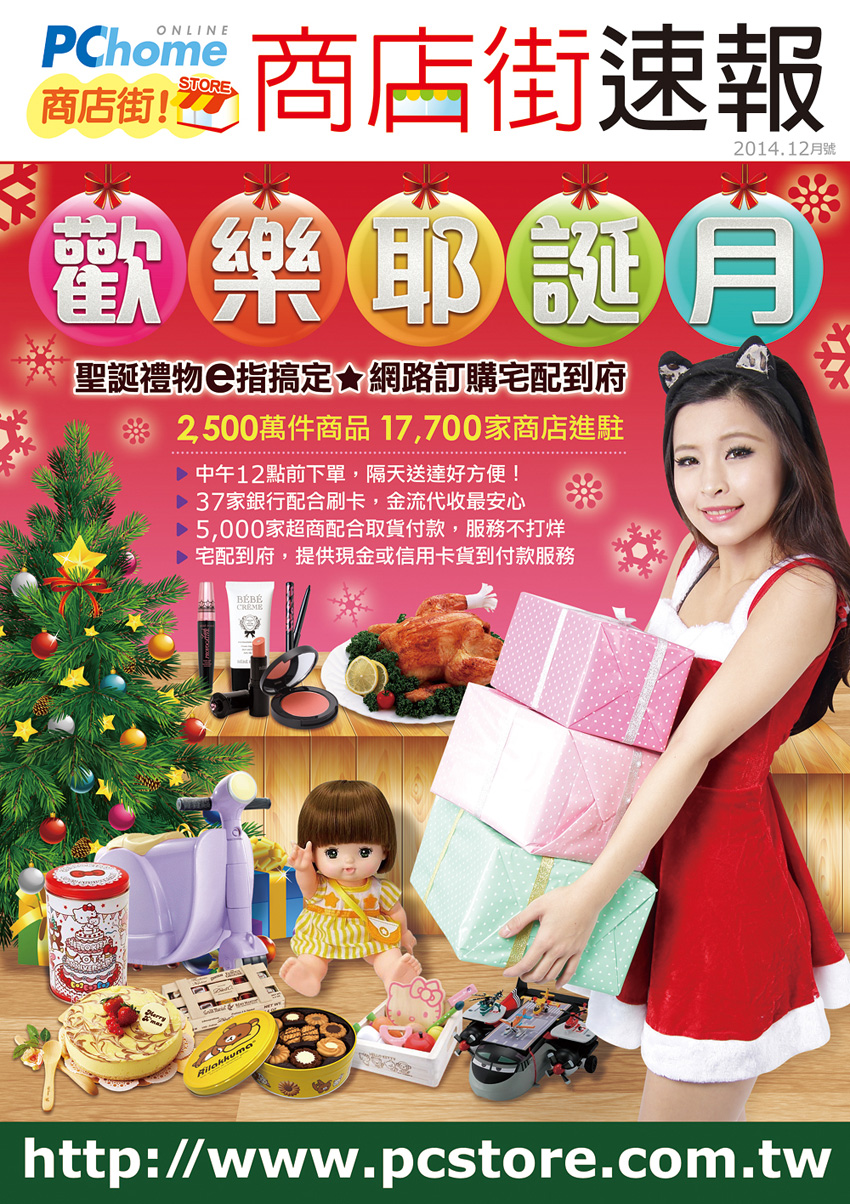 ONLINE
PChome
商店街!
STORE
商店街速報
2014.12月號
歡樂耶誕月
聖誕禮物e指搞定★網路訂購宅配到府
2,500萬件商品 17,700家商店進駐
中午12點前下單，隔天送達好方便！
37家銀行配合刷卡，金流代收最安心
5,000家超商配合取貨付款，服務不打烊
宅配到府，提供現金或信用卡貨到付款服務
BÉBÉ
CRÈME
HELLO KITTY
ANNIVERSARY
Merry
X'mas
Rilakkuma
http://www.pcstore.com.tw